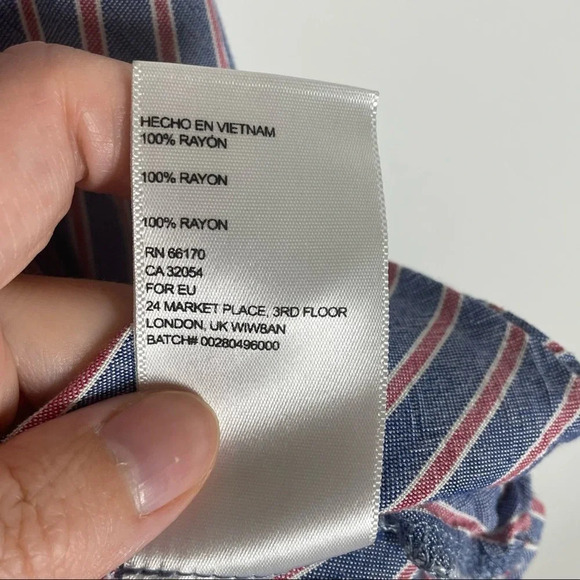 HECHO EN VIETNAM
100% RAYÓN
100% RAYON
100% RAYON
RN 66170
CA 32054
FOR EU
24 MARKET PLACE, 3RD FLOOR
LONDON, UK WIW8AN
BATCH# 00280496000